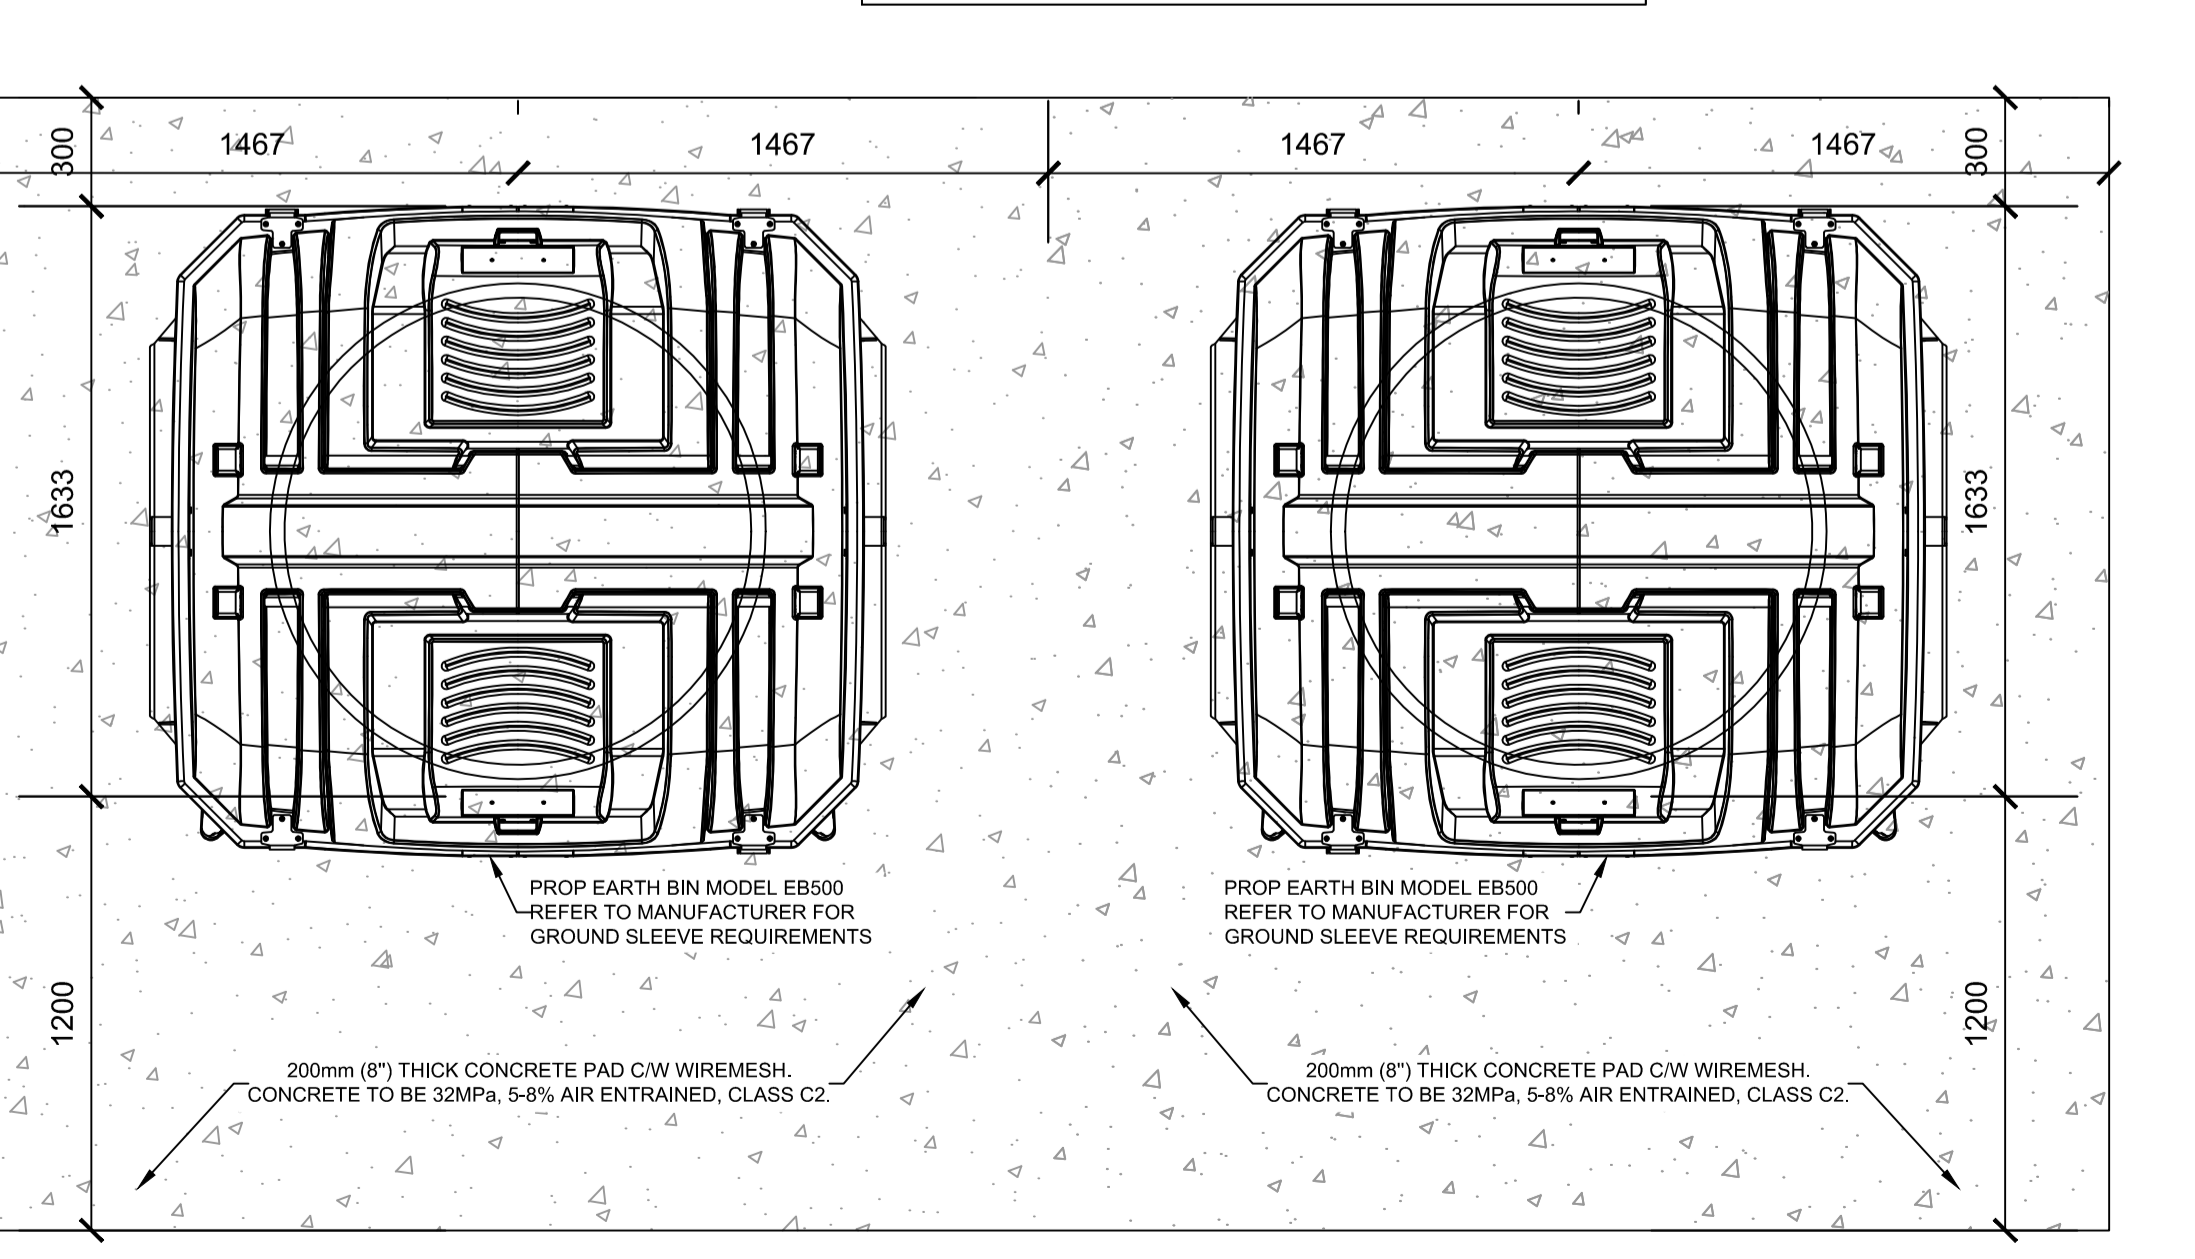 1467
1467
1467
1467
300
300
1633
1633
PROP EARTH BIN MODEL EB500
REFER TO MANUFACTURER FOR
GROUND SLEEVE REQUIREMENTS
PROP EARTH BIN MODEL EB500
REFER TO MANUFACTURER FOR
GROUND SLEEVE REQUIREMENTS
1200
1200
200mm (8") THICK CONCRETE PAD C/W WIREMESH.
CONCRETE TO BE 32MPa, 5-8% AIR ENTRAINED, CLASS C2.
200mm (8") THICK CONCRETE PAD C/W WIREMESH.
CONCRETE TO BE 32MPa, 5-8% AIR ENTRAINED, CLASS C2.